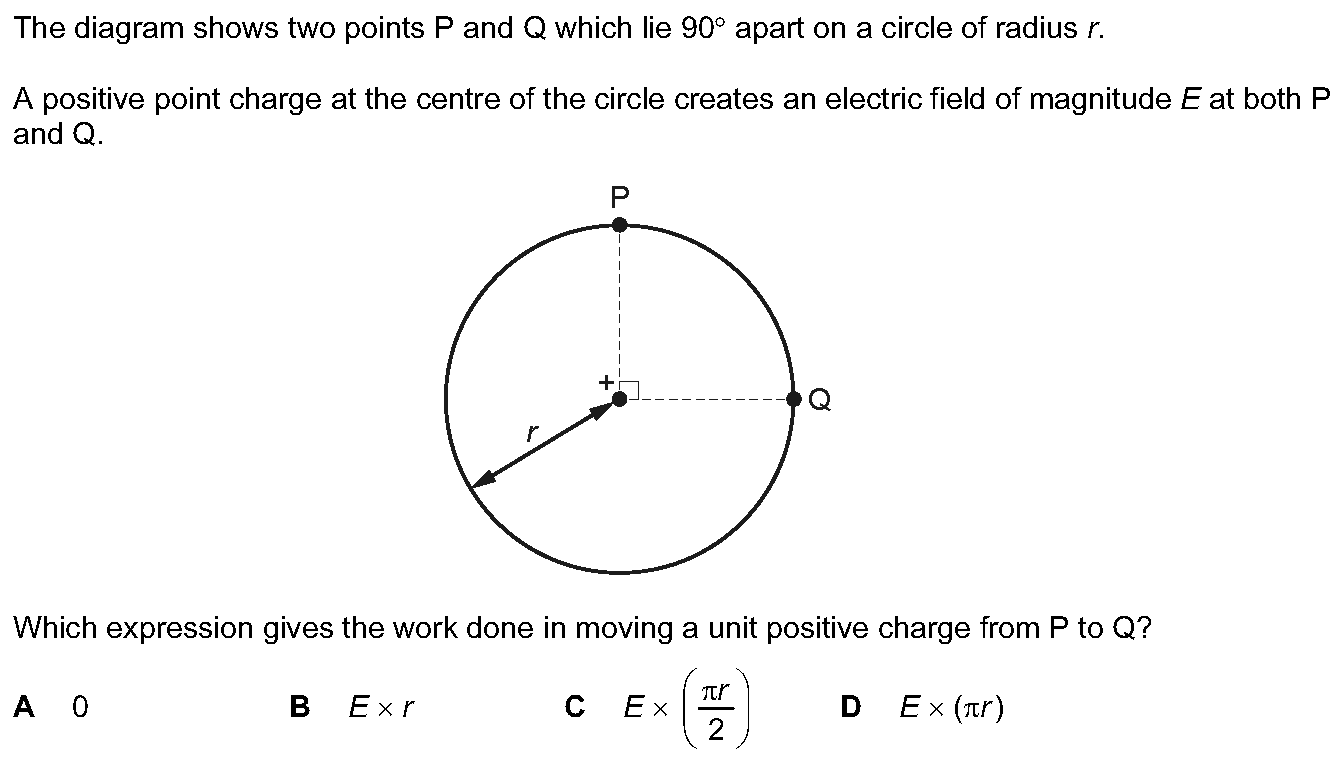 The diagram shows two points P and Q which lie 90° apart on a circle of radius r.
A positive point charge at the centre of the circle creates an electric field of magnitude E at both P
and Q.
P
+
Q
r
Which expression gives the work done in moving a unit positive charge from P to Q?
A 0 B E × r C E × (πr/2) D E × (πr)